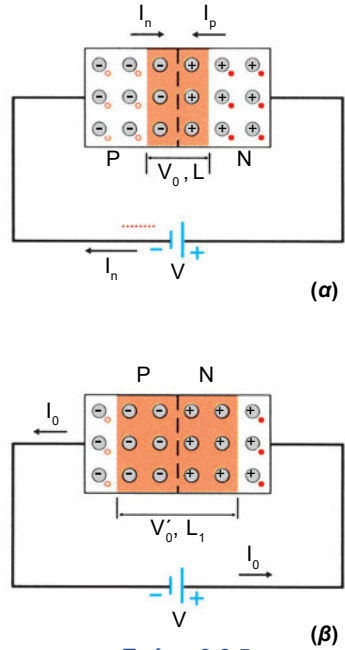 Iₙ Iₚ
P N
V₀ , L
Iₙ
− +
V
(α)
P N
I₀
V₀′, L₁
I₀
− +
(β)